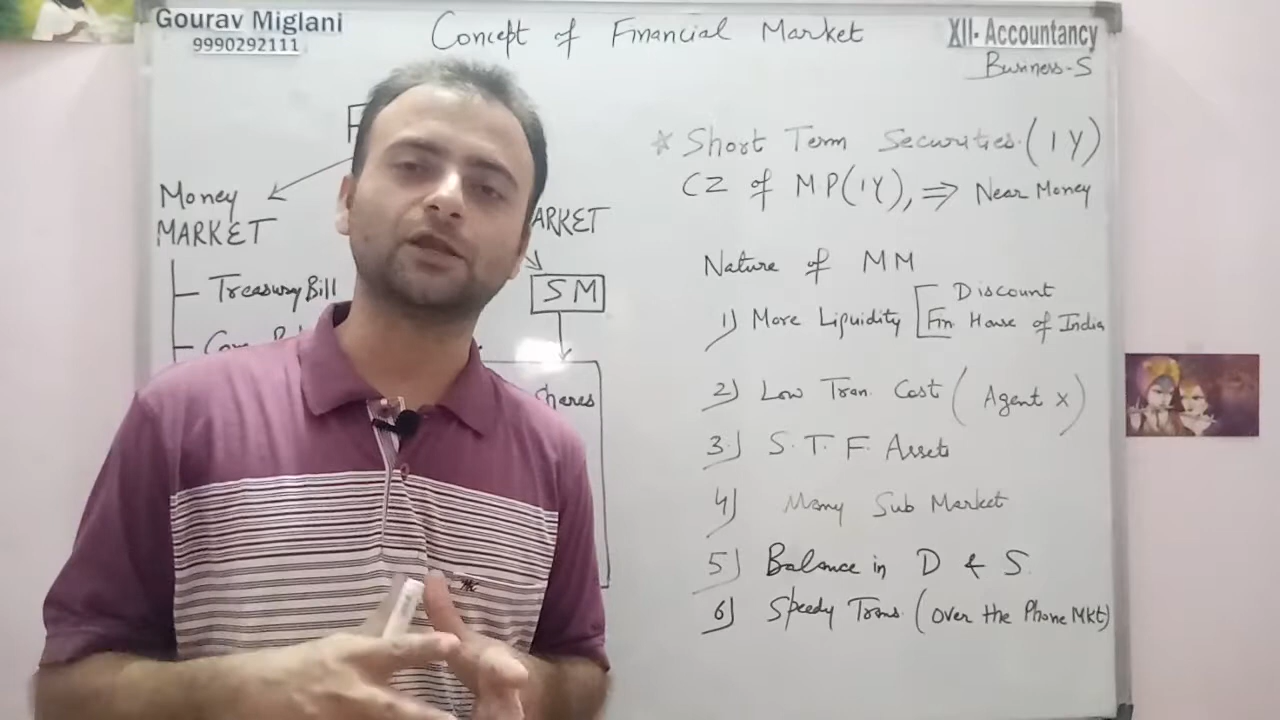 Gourav Miglani
9990292111
Concept of Financial Market
XII- Accountancy
Business-S
F
Money
MARKET
Treasury Bill
ARKET
SM
Shares
* Short Term Securities (1 Y)
CZ of MP(1Y), ⇒ Near Money
Nature of MM
1) More Liquidity [ Discount
Fin House of India
2) Low Tran. Cost (Agent x)
3) S. T. F. Assets
4) Many Sub Market
5) Balance in D & S.
6) Speedy Trans. (over the Phone MKt)